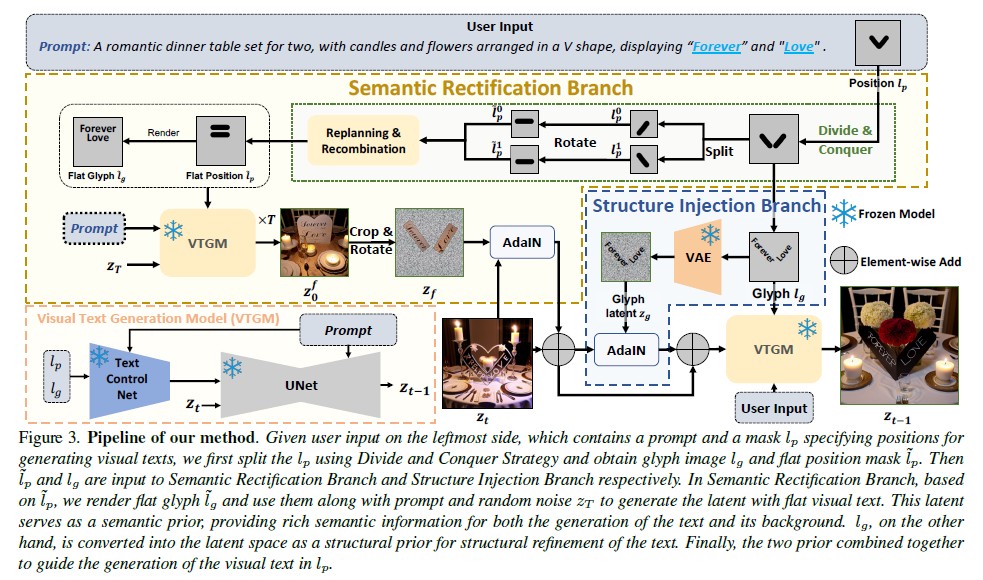 User Input
Prompt: A romantic dinner table set for two, with candles and flowers arranged in a V shape, displaying “Forever” and "Love" .
Position l_p
Semantic Rectification Branch
Forever
Love
Render
Flat Glyph l̃_g
Flat Position l̃_p
Replanning &
Recombination
l̃_p^0
l̃_p^1
Rotate
l_p^0
l_p^1
Split
Divide &
Conquer
Prompt
z_T
VTGM
×T
Forever
Love
z_0^f
Crop &
Rotate
Forever
Love
z_f
AdaIN
Structure Injection Branch
Forever Love
VAE
Forever Love
Glyph
latent z_g
Glyph l_g
AdaIN
Frozen Model
Element-wise Add
Visual Text Generation Model (VTGM)
l_p
l_g
Text
Control
Net
Prompt
UNet
z_t
z_{t-1}
z_t
VTGM
User Input
FOREVER
LOVE
z_{t-1}
Figure 3. Pipeline of our method. Given user input on the leftmost side, which contains a prompt and a mask l_p specifying positions for
generating visual texts, we first split the l_p using Divide and Conquer Strategy and obtain glyph image l_g and flat position mask l̃_p. Then
l̃_p and l_g are input to Semantic Rectification Branch and Structure Injection Branch respectively. In Semantic Rectification Branch, based
on l̃_p, we render flat glyph l̃_g and use them along with prompt and random noise z_T to generate the latent with flat visual text. This latent
serves as a semantic prior, providing rich semantic information for both the generation of the text and its background. l_g, on the other
hand, is converted into the latent space as a structural prior for structural refinement of the text. Finally, the two prior combined together
to guide the generation of the visual text in l_p.